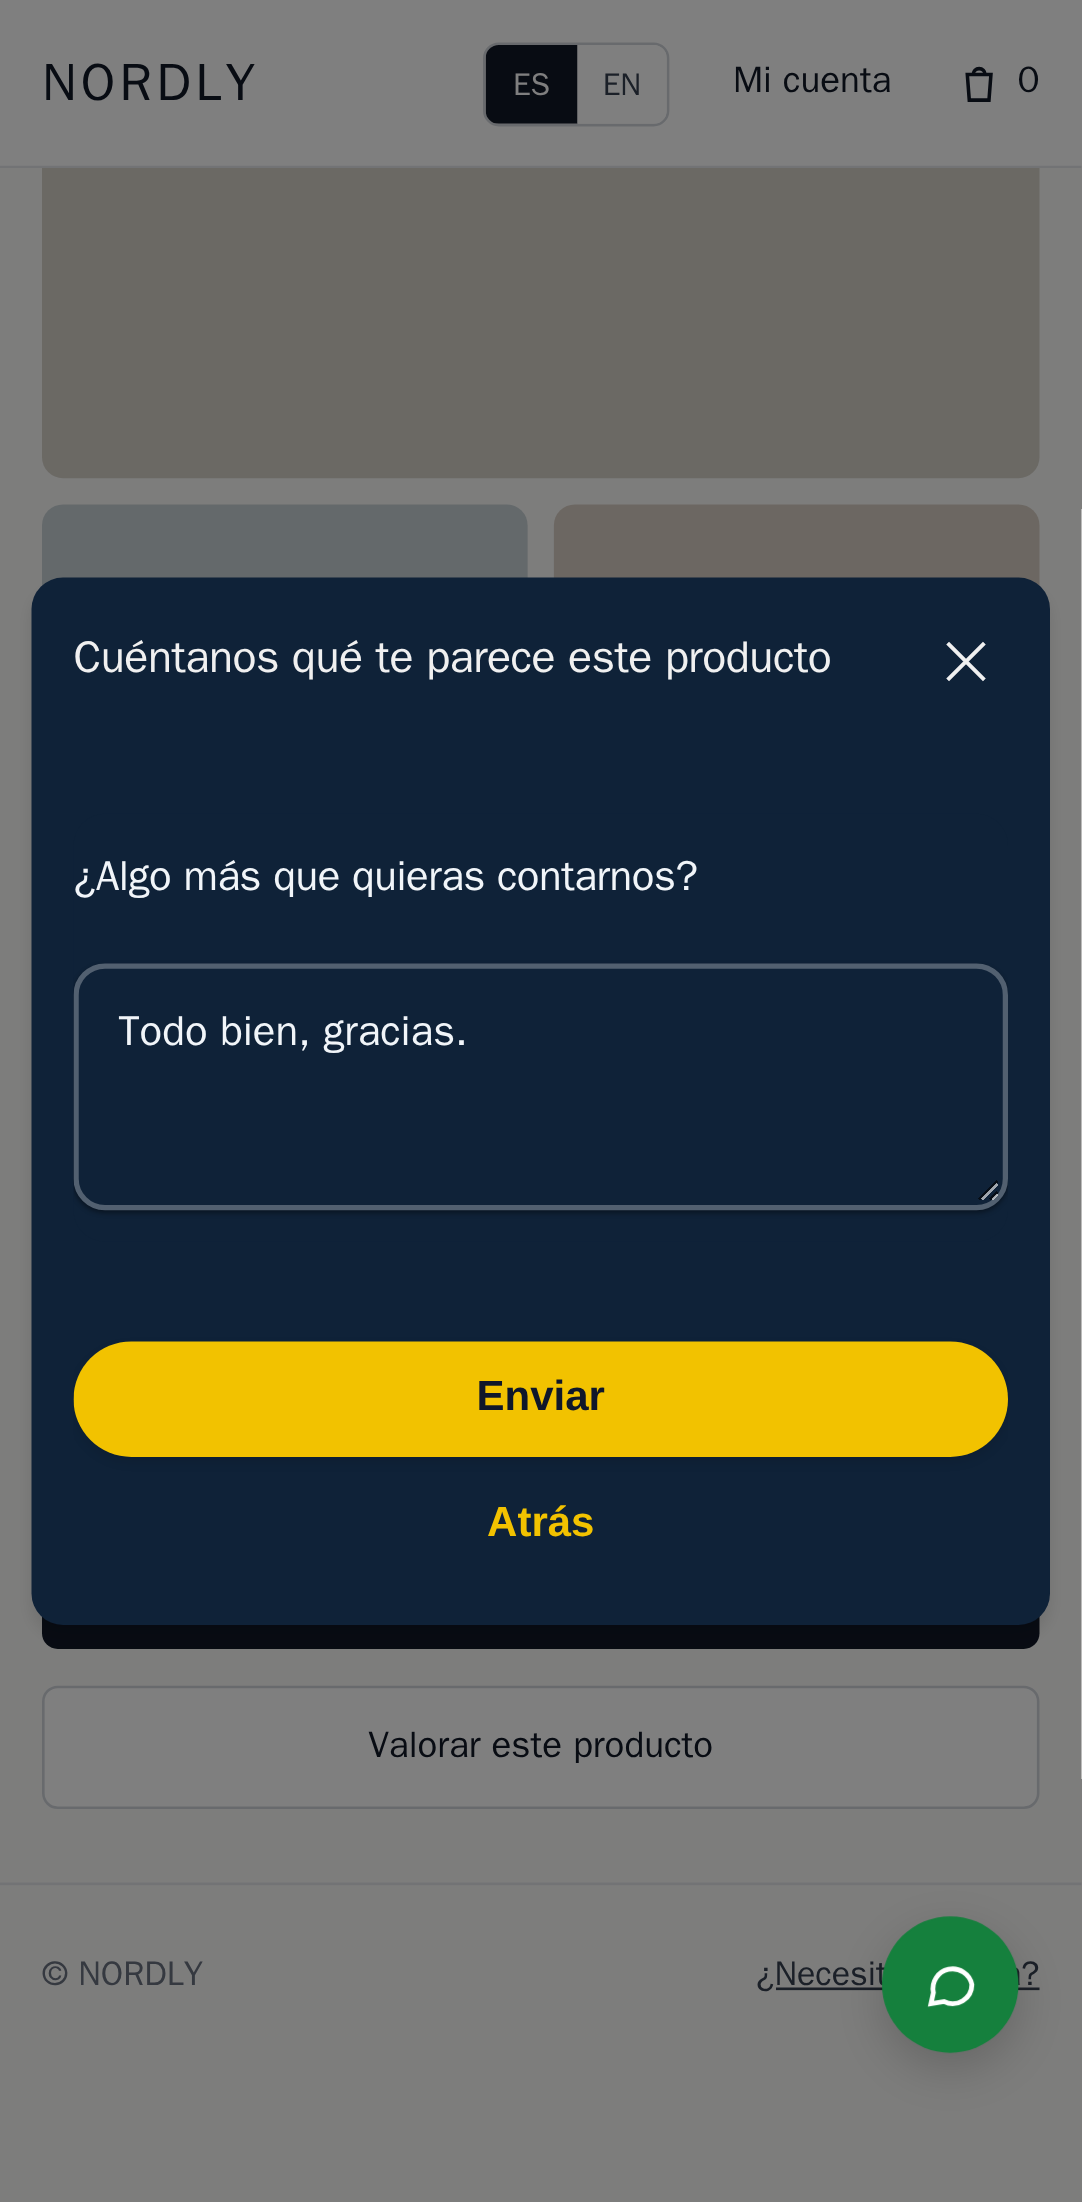 NORDLY
ES EN
Mi cuenta
0
Cuéntanos qué te parece este producto
¿Algo más que quieras contarnos?
Todo bien, gracias.
Enviar
Atrás
Valorar este producto
© NORDLY